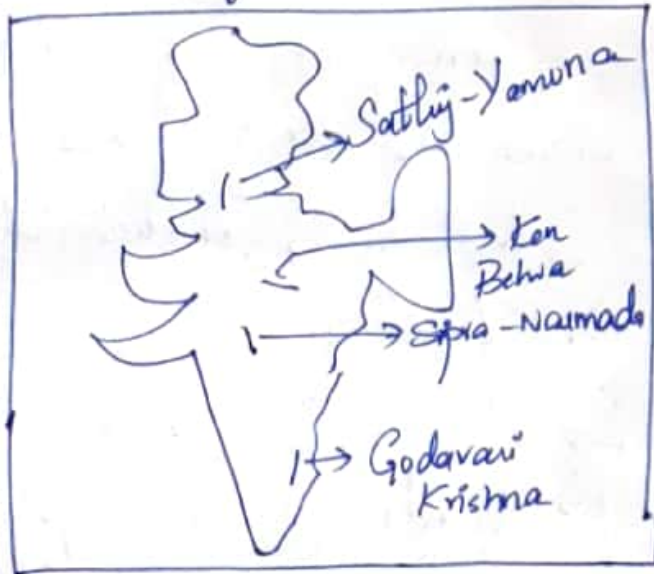 Satluj-Yamuna
Ken
Betwa
Sipra-Narmada
Godavari
Krishna